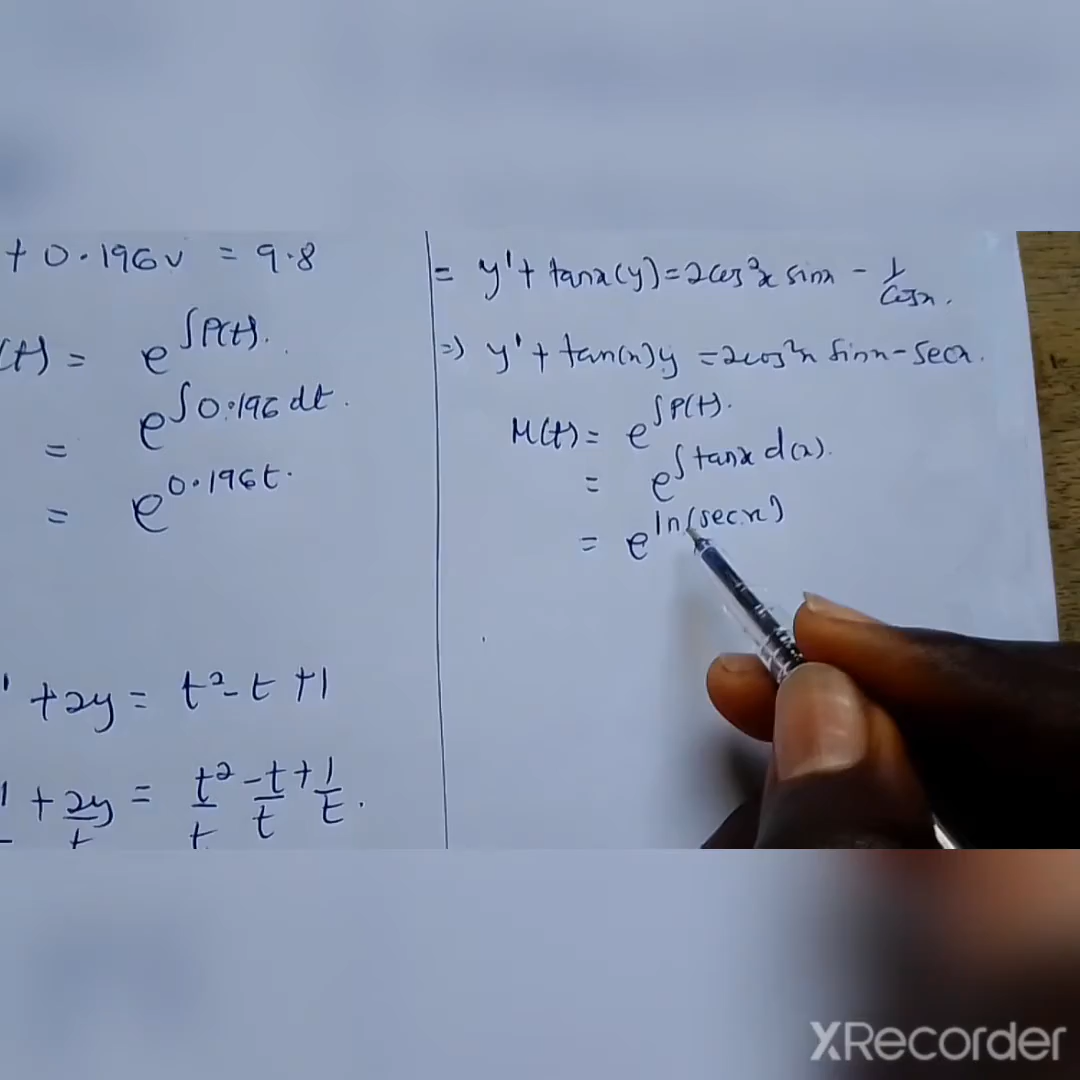 + 0.196v = 9.8
(t) = e^∫P(t).
= e^∫0.196 dt.
= e^0.196t.
' + 2y = t² - t + 1
+ 2y/t = t²/t - t/t + 1/t.
= y' + tanx(y) = 2cos²x sinx - 1/cosx.
=) y' + tan(x)y = 2cos²x sinx - secx.
M(t) = e^∫P(t).
= e^∫tanx d(x).
= e^ln(secx)
XRecorder